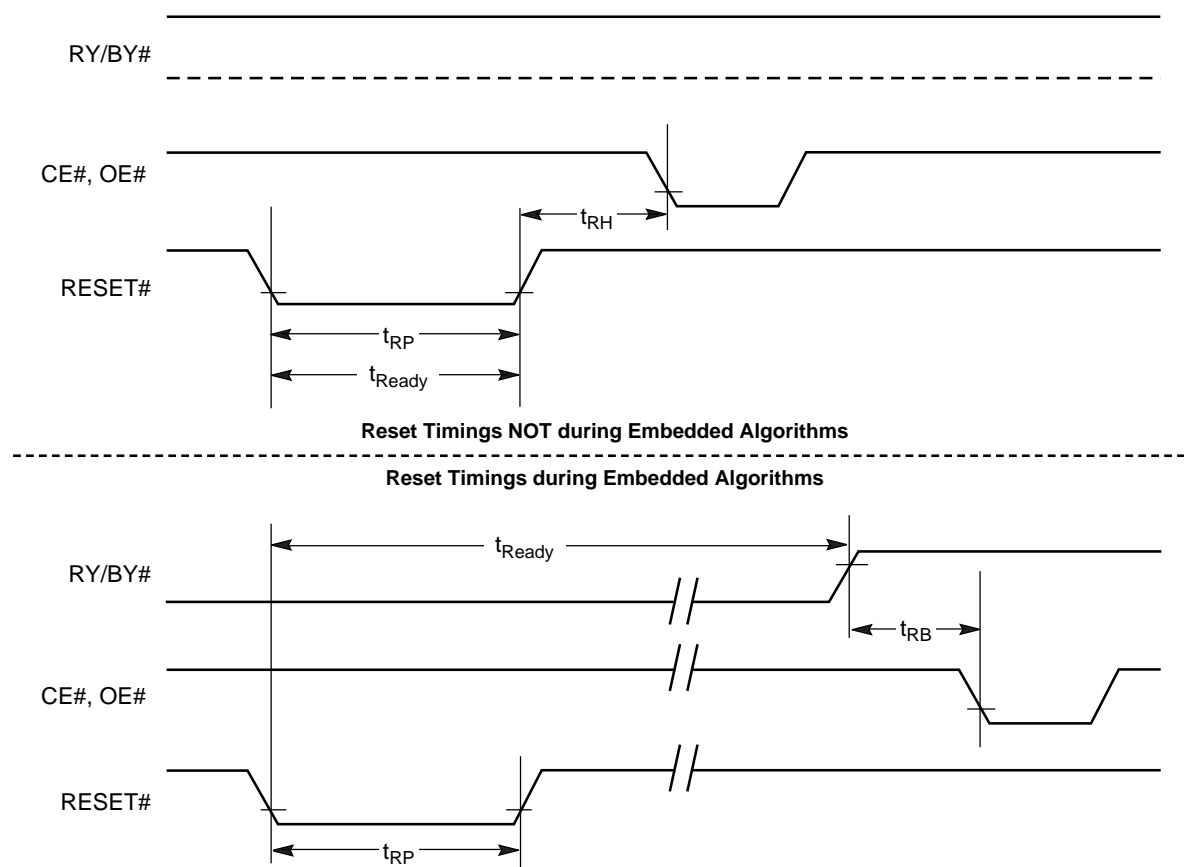 RY/BY#
CE#, OE#
tRH
RESET#
tRP
tReady
Reset Timings NOT during Embedded Algorithms
Reset Timings during Embedded Algorithms
tReady
RY/BY#
tRB
CE#, OE#
RESET#
tRP